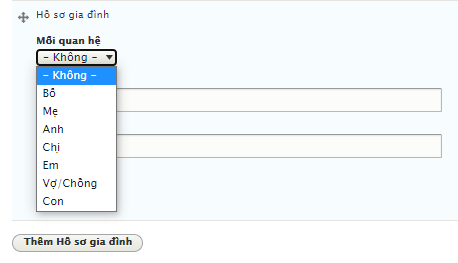 Hồ sơ gia đình
Mối quan hệ
- Không -
- Không -
Bố
Mẹ
Anh
Chị
Em
Vợ/Chồng
Con
Thêm Hồ sơ gia đình